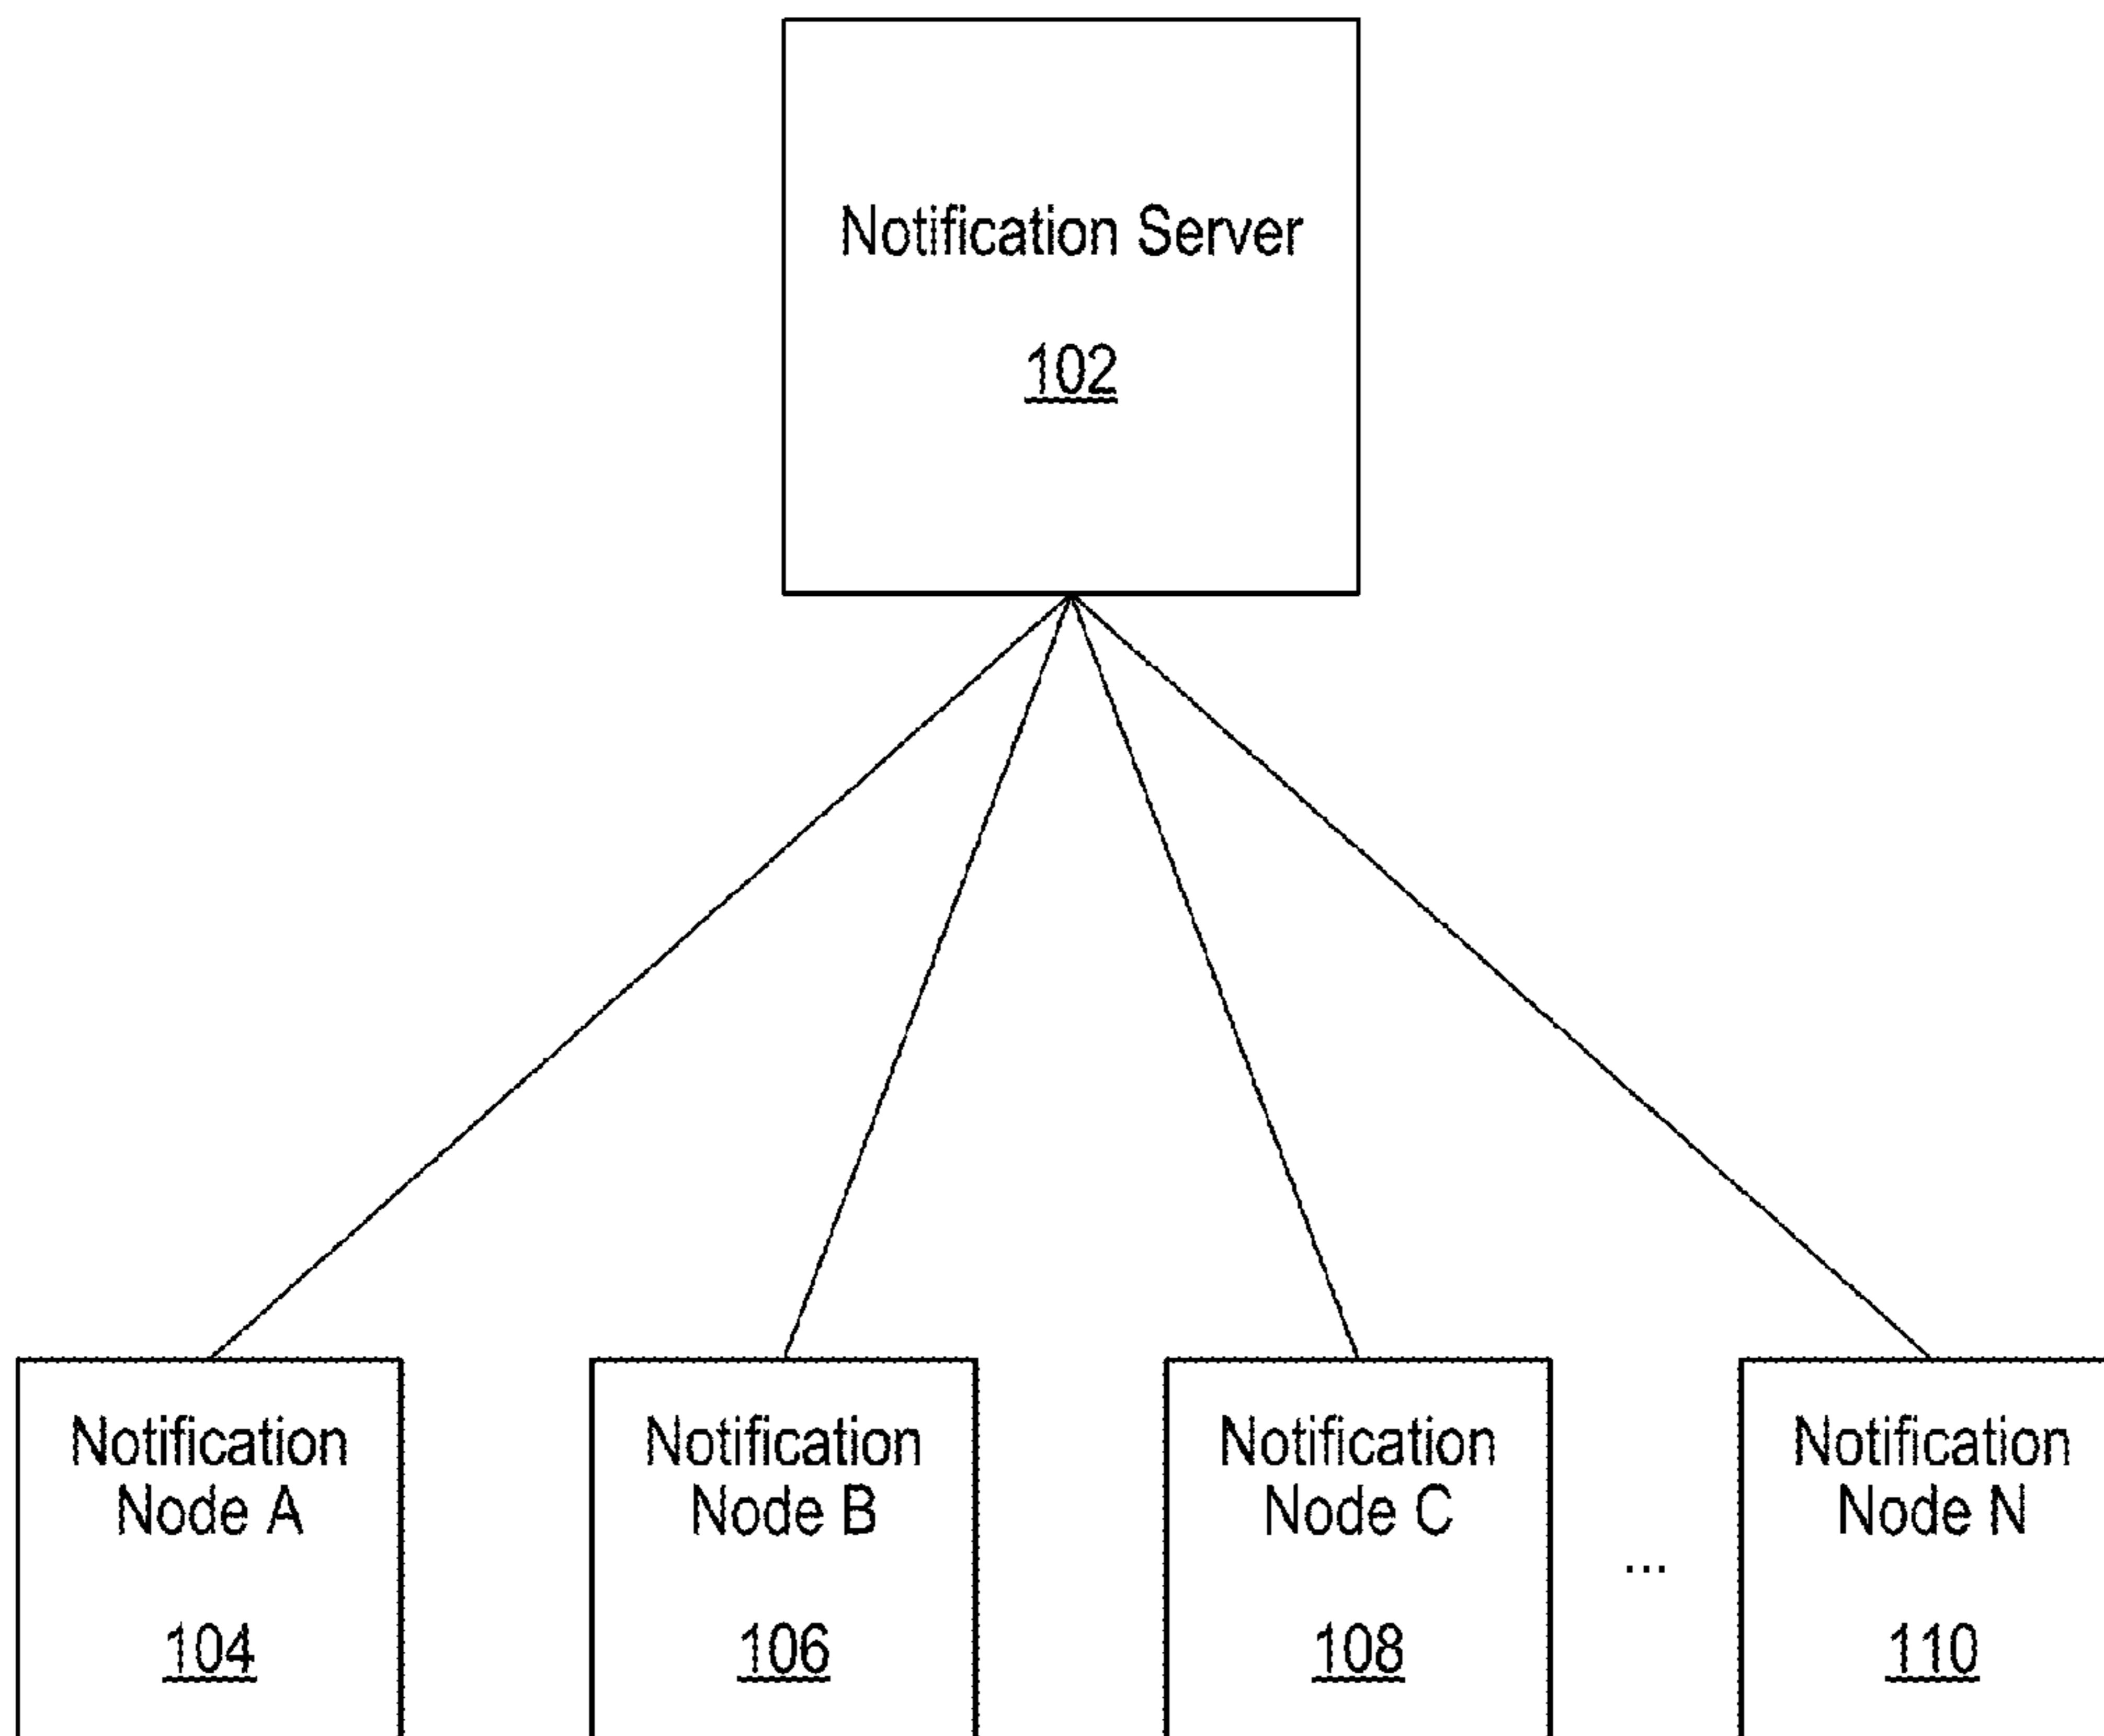 Notification Server
102
Notification
Node A
104
Notification
Node B
106
Notification
Node C
108
...
Notification
Node N
110